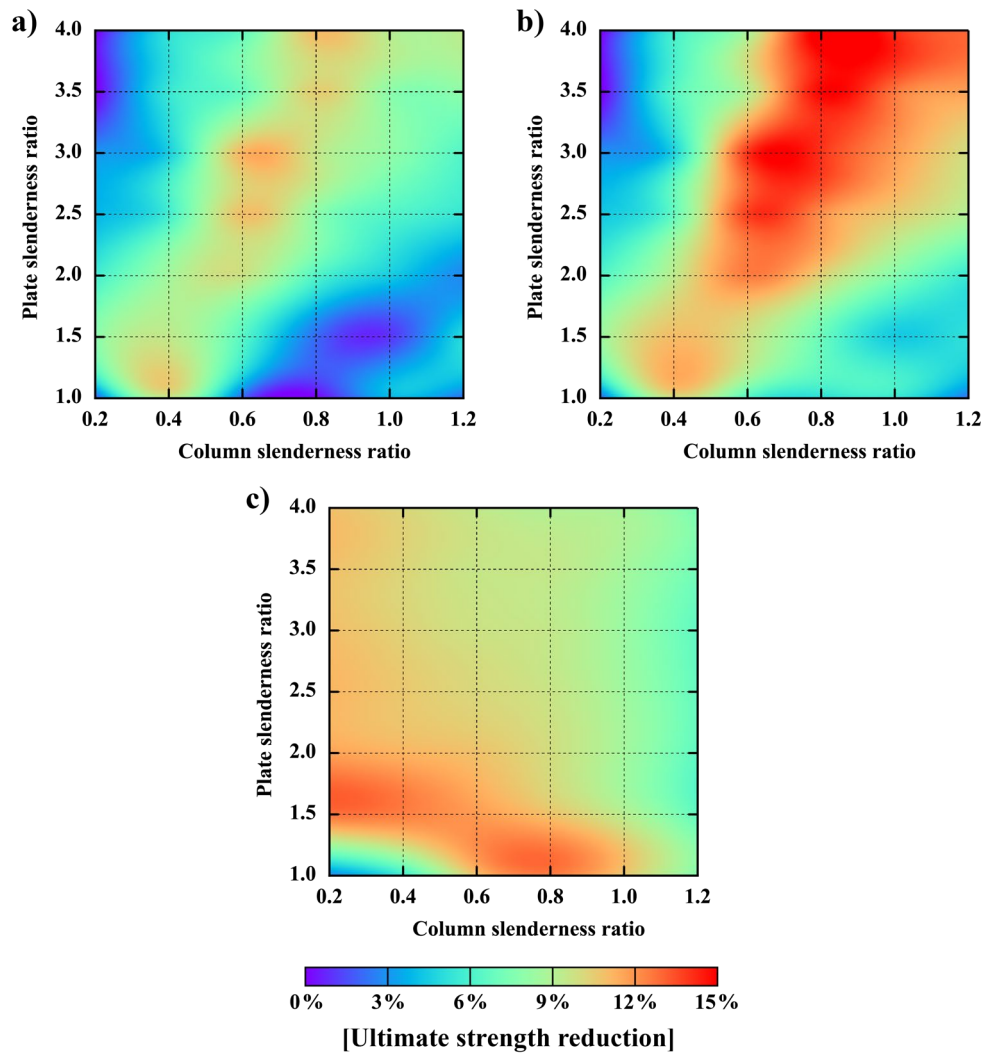 a)
4.0
3.5
3.0
2.5
2.0
1.5
1.0
Plate slenderness ratio
0.2 0.4 0.6 0.8 1.0 1.2
Column slenderness ratio
b)
4.0
3.5
3.0
2.5
2.0
1.5
1.0
Plate slenderness ratio
0.2 0.4 0.6 0.8 1.0 1.2
Column slenderness ratio
c)
4.0
3.5
3.0
2.5
2.0
1.5
1.0
Plate slenderness ratio
0.2 0.4 0.6 0.8 1.0 1.2
Column slenderness ratio
0% 3% 6% 9% 12% 15%
[Ultimate strength reduction]